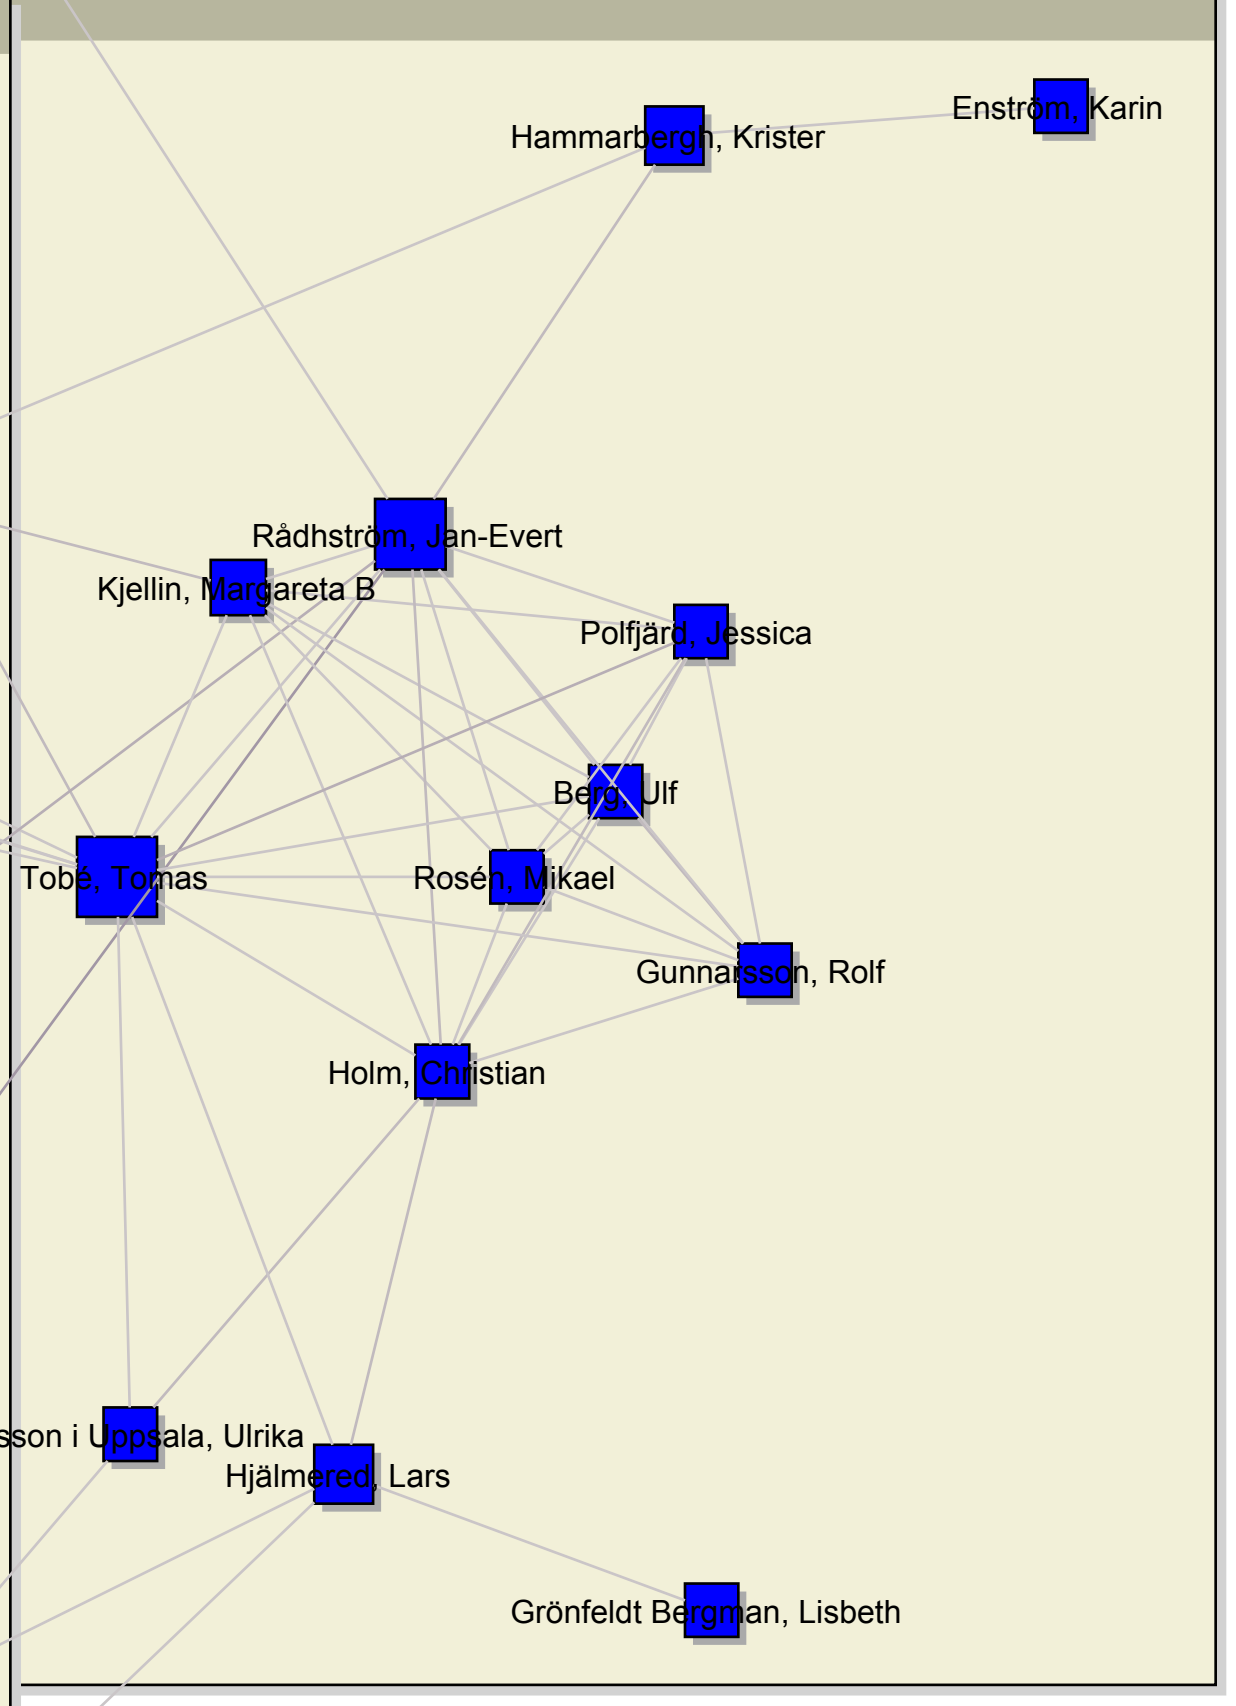 Enström, Karin
Hammarbergh, Krister
Rådhström, Jan-Evert
Kjellin, Margareta B
Polfjärd, Jessica
Berg, Ulf
Tobé, Tomas
Rosén, Mikael
Gunnarsson, Rolf
Holm, Christian
i Uppsala, Ulrika
Hjälmered, Lars
Grönfeldt Bergman, Lisbeth